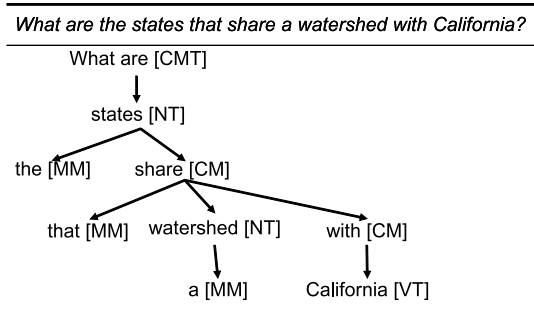 What are the states that share a watershed with California?
What are [CMT]
states [NT]
the [MM] share [CM]
that [MM] watershed [NT] with [CM]
a [MM] California [VT]